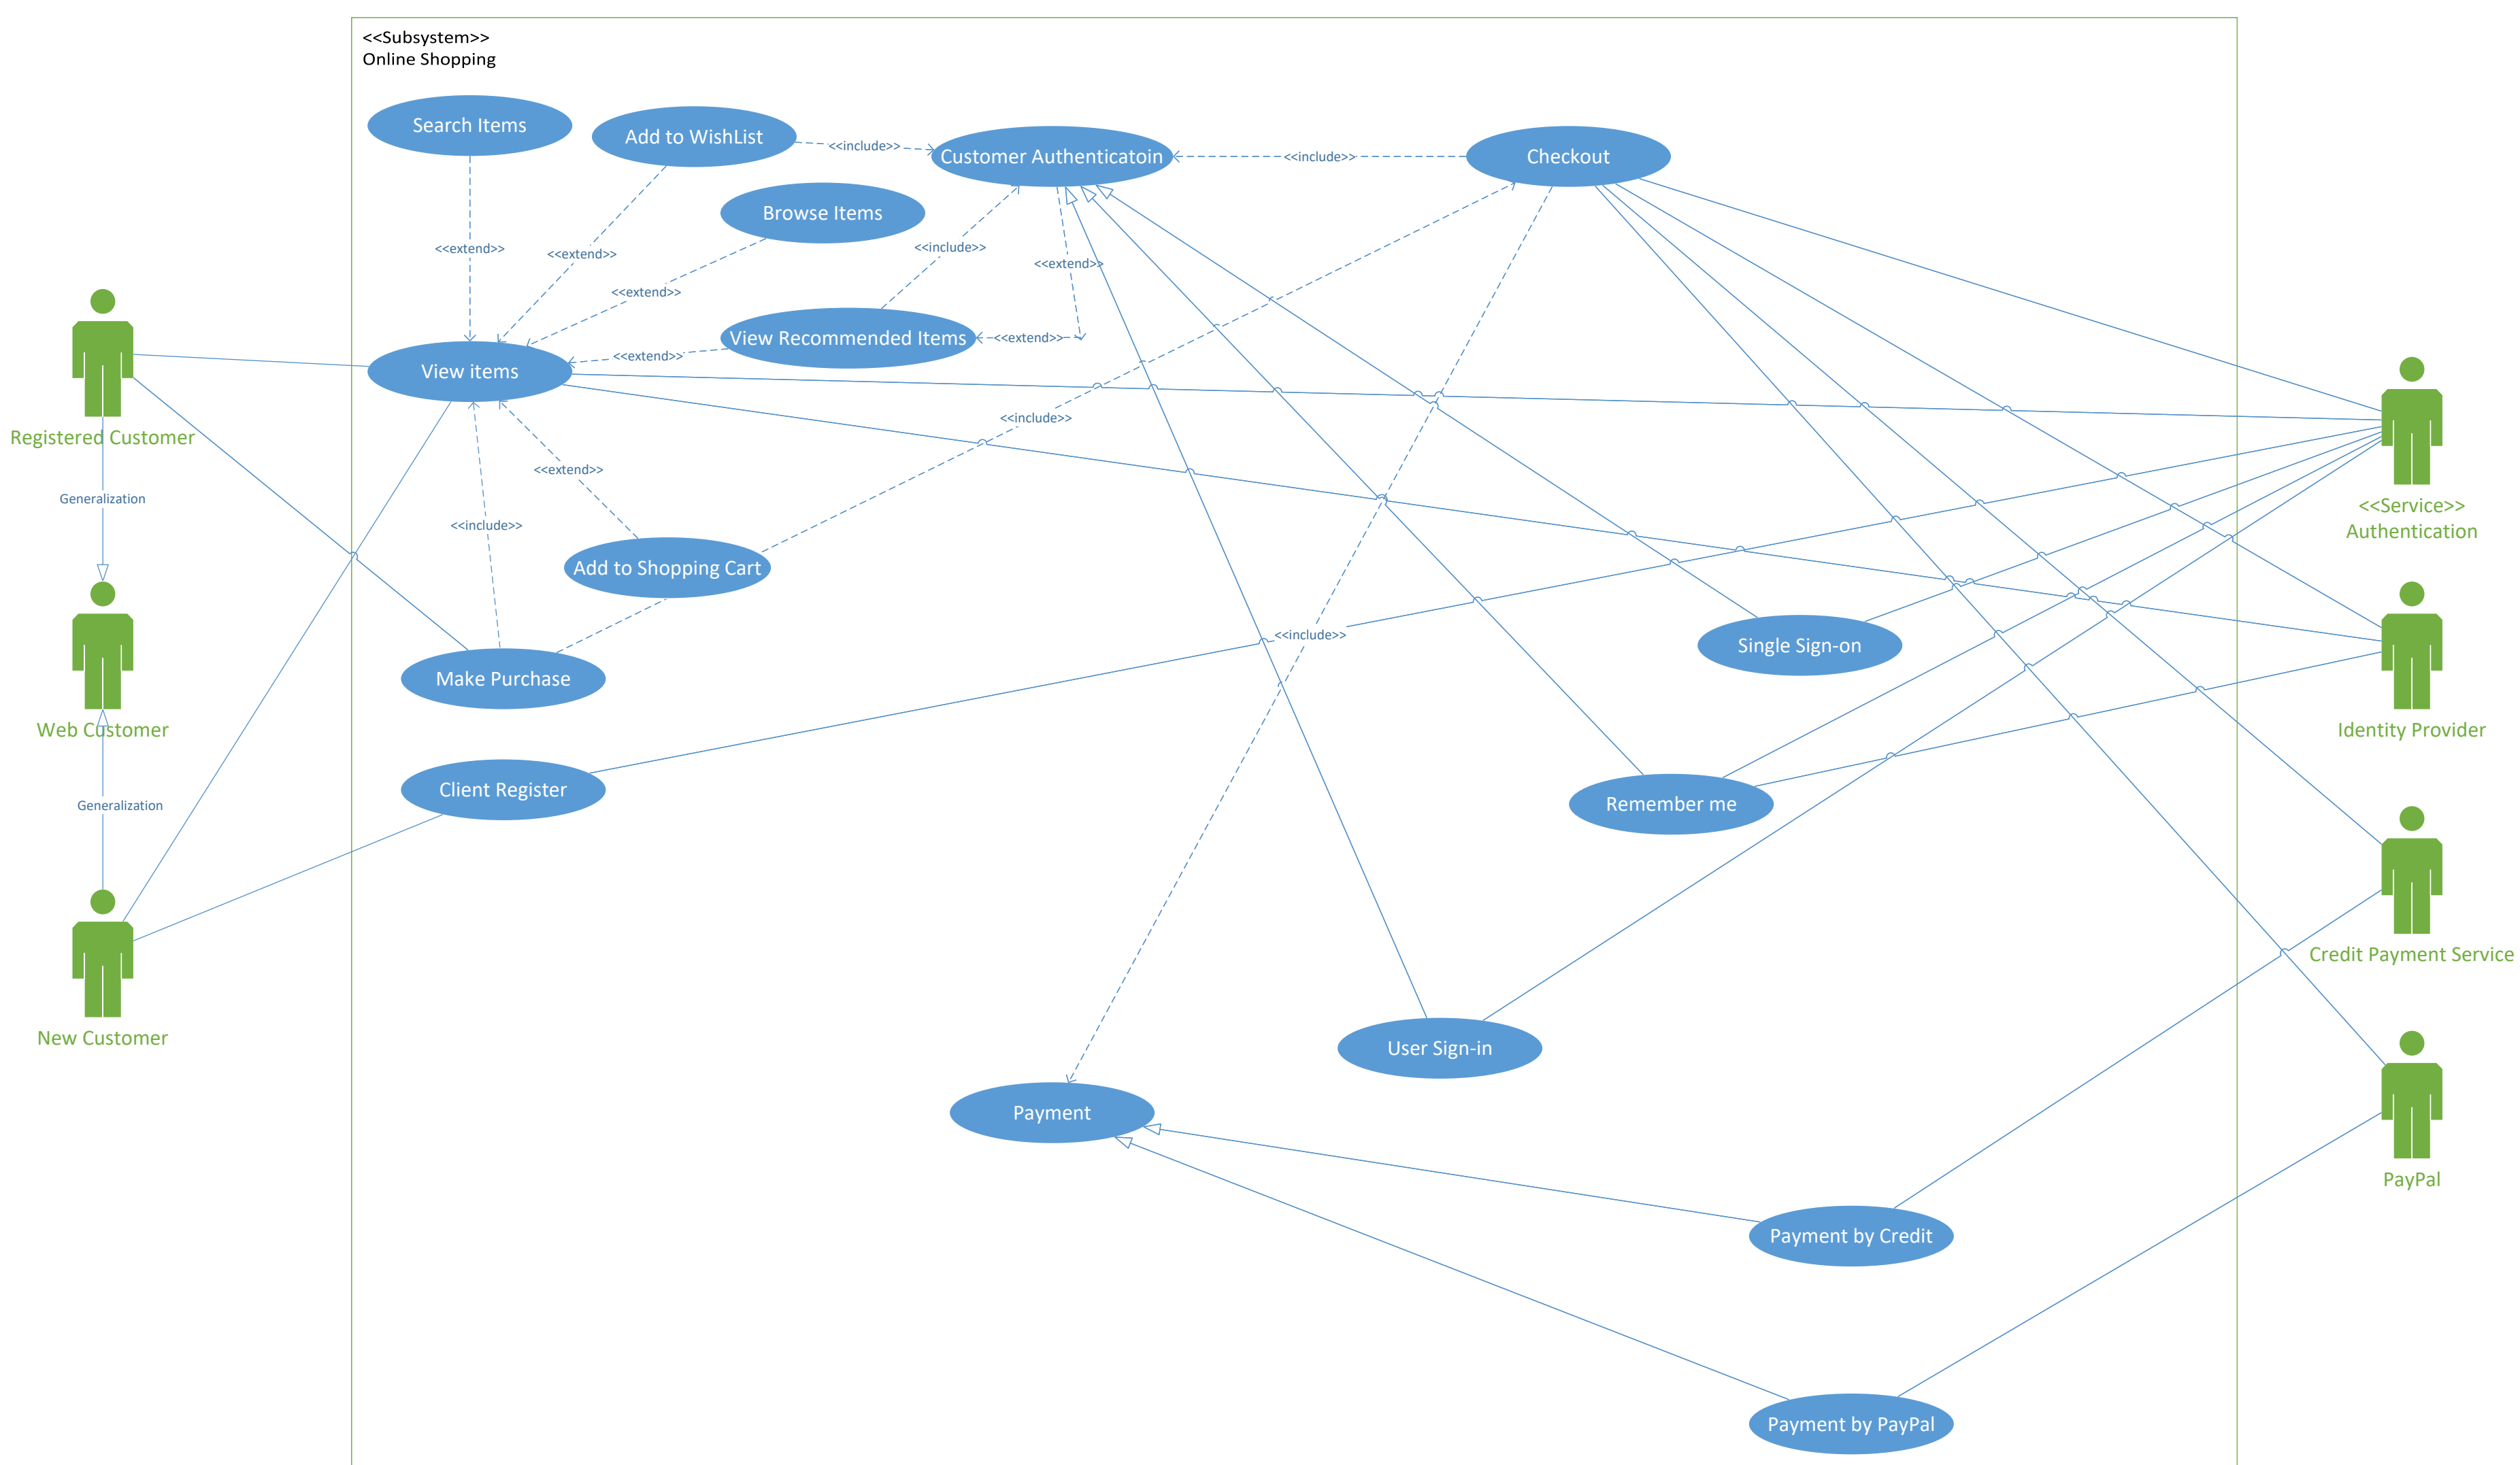 <<Subsystem>>
Online Shopping
Search Items
Add to WishList
<<include>>
Customer Authenticatoin
<<include>>
Checkout
Browse Items
<<extend>>
<<extend>>
<<include>>
<<extend>>
<<extend>>
View Recommended Items
<<extend>>
<<extend>>
View items
<<include>>
Registered Customer
<<extend>>
Generalization
<<include>>
<<Service>>
Authentication
Add to Shopping Cart
<<include>>
Single Sign-on
Make Purchase
Web Customer
Identity Provider
Client Register
Generalization
Remember me
Credit Payment Service
New Customer
User Sign-in
Payment
PayPal
Payment by Credit
Payment by PayPal